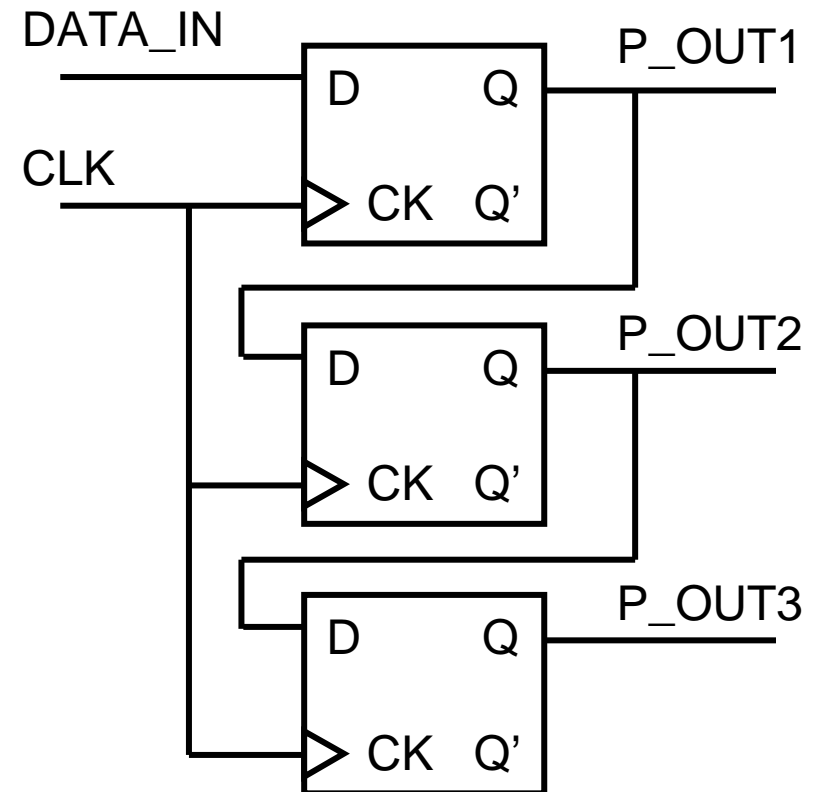 DATA_IN
P_OUT1
D Q
CLK
CK Q’
P_OUT2
D Q
CK Q’
P_OUT3
D Q
CK Q’